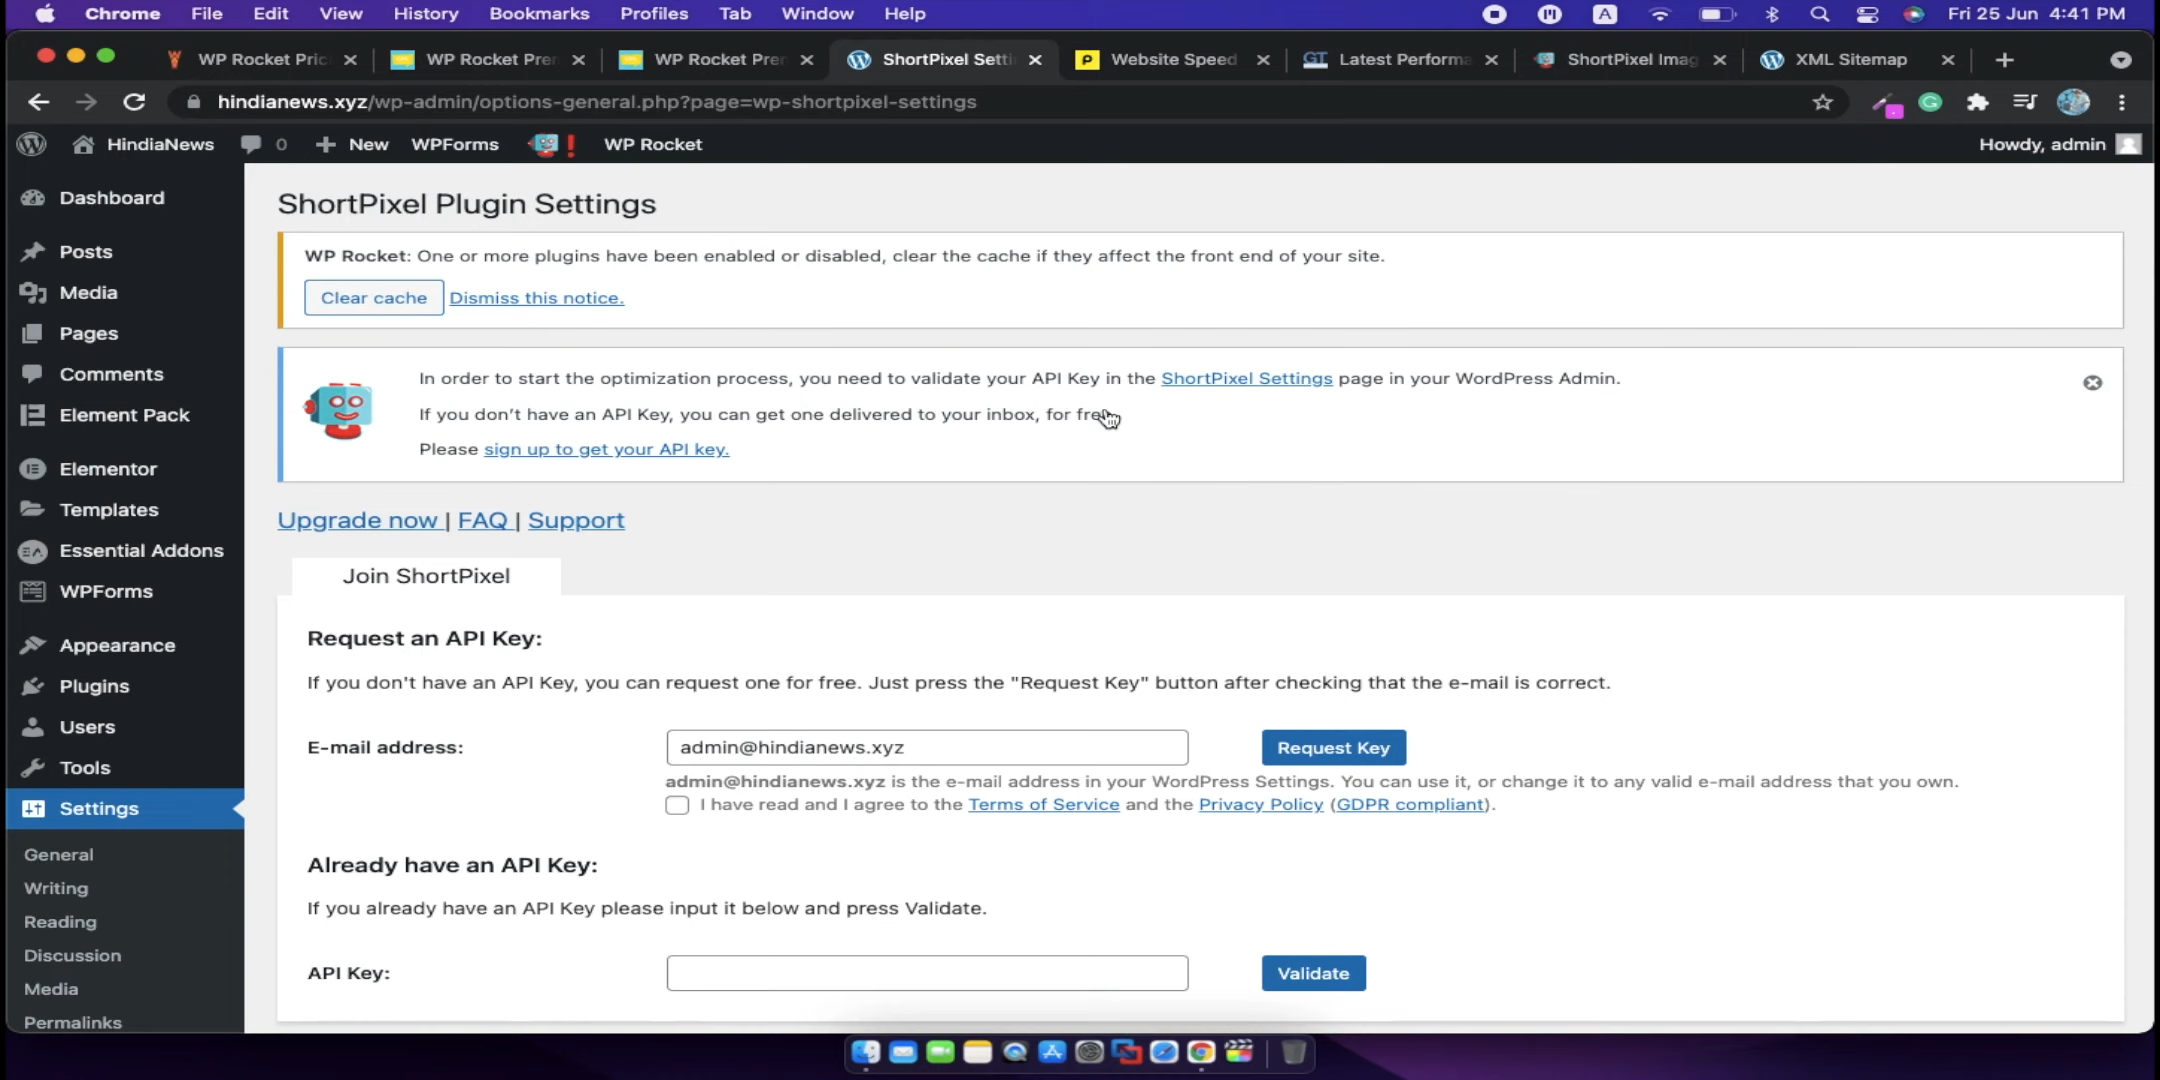 Chrome File Edit View History Bookmarks Profiles Tab Window Help A Fri 25 Jun 4:41 PM
WP Rocket Pric WP Rocket Prem WP Rocket Prem ShortPixel Setti Website Speed Latest Performa ShortPixel Imag XML Sitemap
hindianews.xyz/wp-admin/options-general.php?page=wp-shortpixel-settings
HindiaNews 0 New WPForms WP Rocket Howdy, admin
Dashboard
Posts
Media
Pages
Comments
Element Pack
Elementor
Templates
Essential Addons
WPForms
Appearance
Plugins
Users
Tools
Settings
General
Writing
Reading
Discussion
Media
Permalinks
ShortPixel Plugin Settings
WP Rocket: One or more plugins have been enabled or disabled, clear the cache if they affect the front end of your site.
Clear cache Dismiss this notice.
In order to start the optimization process, you need to validate your API Key in the ShortPixel Settings page in your WordPress Admin.
If you don't have an API Key, you can get one delivered to your inbox, for free.
Please sign up to get your API key.
Upgrade now | FAQ | Support
Join ShortPixel
Request an API Key:
If you don't have an API Key, you can request one for free. Just press the "Request Key" button after checking that the e-mail is correct.
E-mail address: admin@hindianews.xyz Request Key
admin@hindianews.xyz is the e-mail address in your WordPress Settings. You can use it, or change it to any valid e-mail address that you own.
I have read and I agree to the Terms of Service and the Privacy Policy (GDPR compliant).
Already have an API Key:
If you already have an API Key please input it below and press Validate.
API Key: Validate